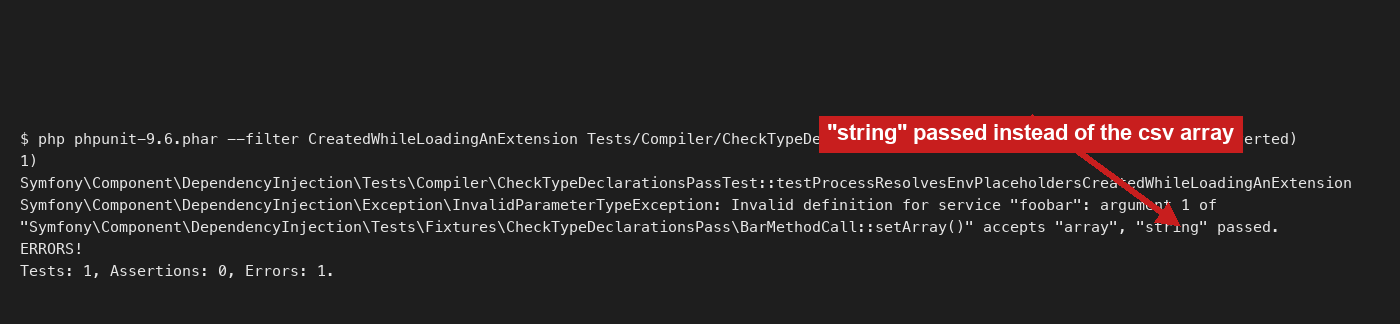 $ php phpunit-9.6.phar --filter CreatedWhileLoadingAnExtension Tests/Compiler/CheckTypeDe
"string" passed instead of the csv array
erted)
1)
Symfony\Component\DependencyInjection\Tests\Compiler\CheckTypeDeclarationsPassTest::testProcessResolvesEnvPlaceholdersCreatedWhileLoadingAnExtension
Symfony\Component\DependencyInjection\Exception\InvalidParameterTypeException: Invalid definition for service "foobar": argument 1 of
"Symfony\Component\DependencyInjection\Tests\Fixtures\CheckTypeDeclarationsPass\BarMethodCall::setArray()" accepts "array", "string" passed.
ERRORS!
Tests: 1, Assertions: 0, Errors: 1.